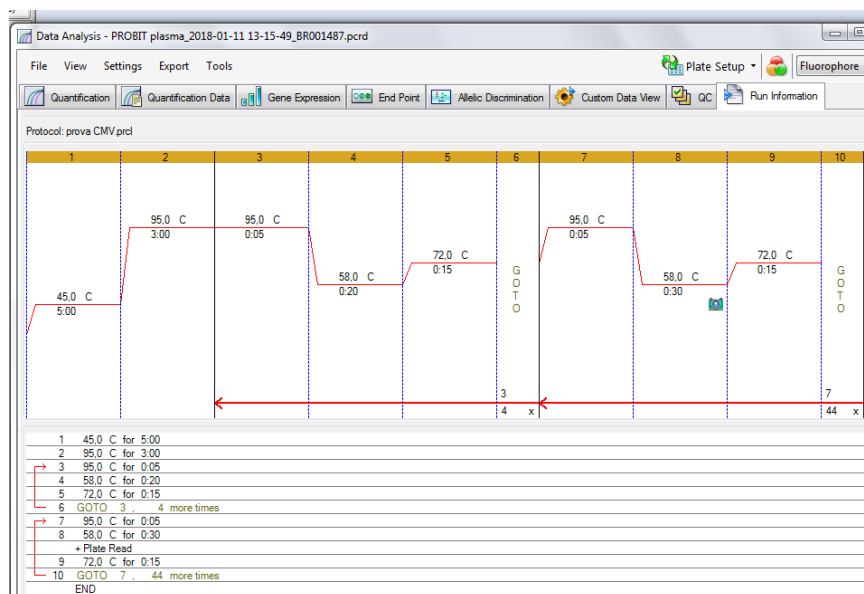 Data Analysis - PROBIT plasma_2018-01-11 13-15-49_BR001487.pcrd
File View Settings Export Tools Plate Setup Fluorophore
Quantification Quantification Data Gene Expression End Point Allelic Discrimination Custom Data View QC Run Information
Protocol: prova CMV.prcl
1 2 3 4 5 6 7 8 9 10
95,0 C 95,0 C 95,0 C
3:00 0:05 0:05
72,0 C 72,0 C
0:15 0:15
58,0 C 58,0 C
0:20 0:30
GOTO GOTO
45,0 C
5:00
3 7
4 x 44 x
1 45,0 C for 5:00
2 95,0 C for 3:00
3 95,0 C for 0:05
4 58,0 C for 0:20
5 72,0 C for 0:15
6 GOTO 3 , 4 more times
7 95,0 C for 0:05
8 58,0 C for 0:30
+ Plate Read
9 72,0 C for 0:15
10 GOTO 7 , 44 more times
END